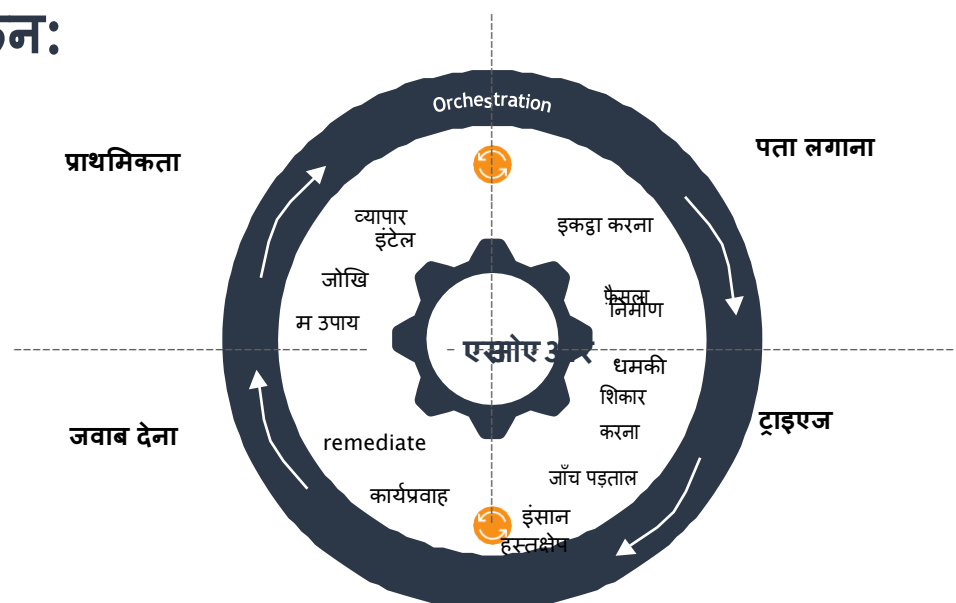 Orchestration
प्राथमिकता
पता लगाना
व्यापार
इंटेल
जोखि
म उपाय
इकट्ठा करना
फ़ैसला
निर्माण
धमकी
शिकार
करना
जाँच पड़ताल
इंसान
हस्तक्षेप
ट्राइएज
जवाब देना
remediate
कार्यप्रवाह